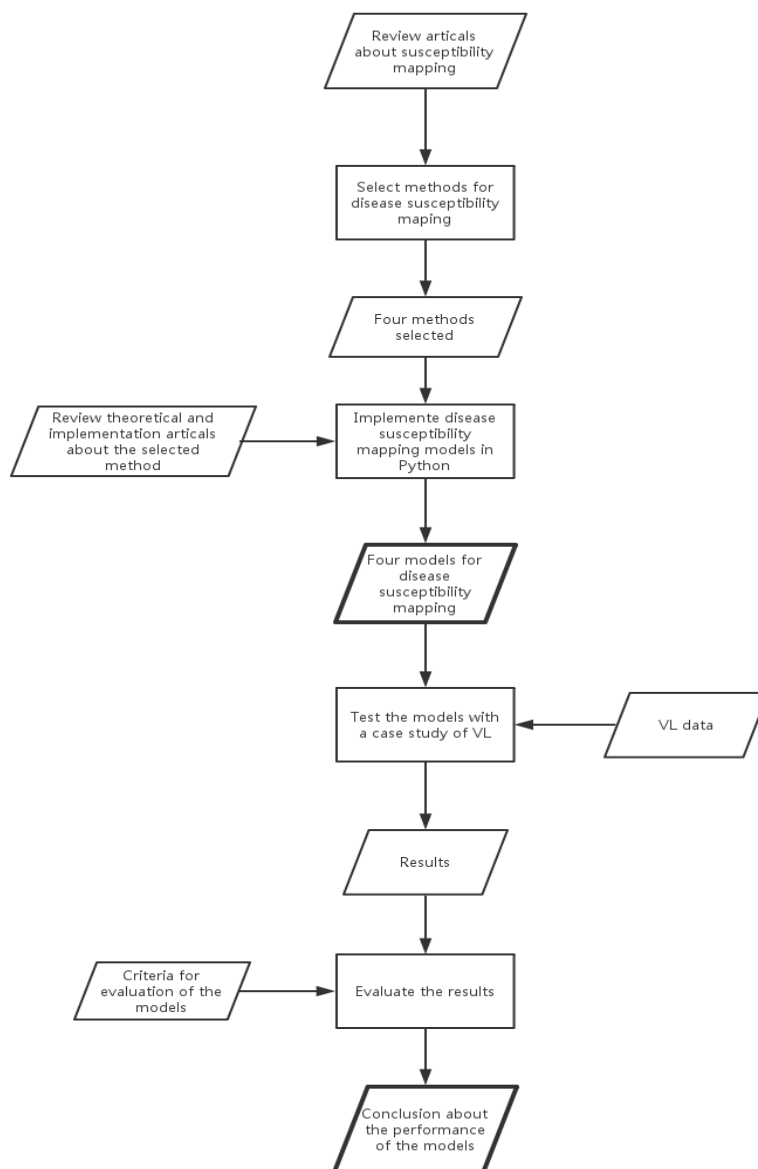 Review articals
about susceptibility
mapping
Select methods for
disease susceptibility
maping
Four methods
selected
Review theoretical and
implementation articals
about the selected
method
Implemente disease
susceptibility
mapping models in
Python
Four models for
disease
susceptibility
mapping
Test the models with
a case study of VL
VL data
Results
Criteria for
evaluation of the
models
Evaluate the results
Conclusion about
the performance
of the models